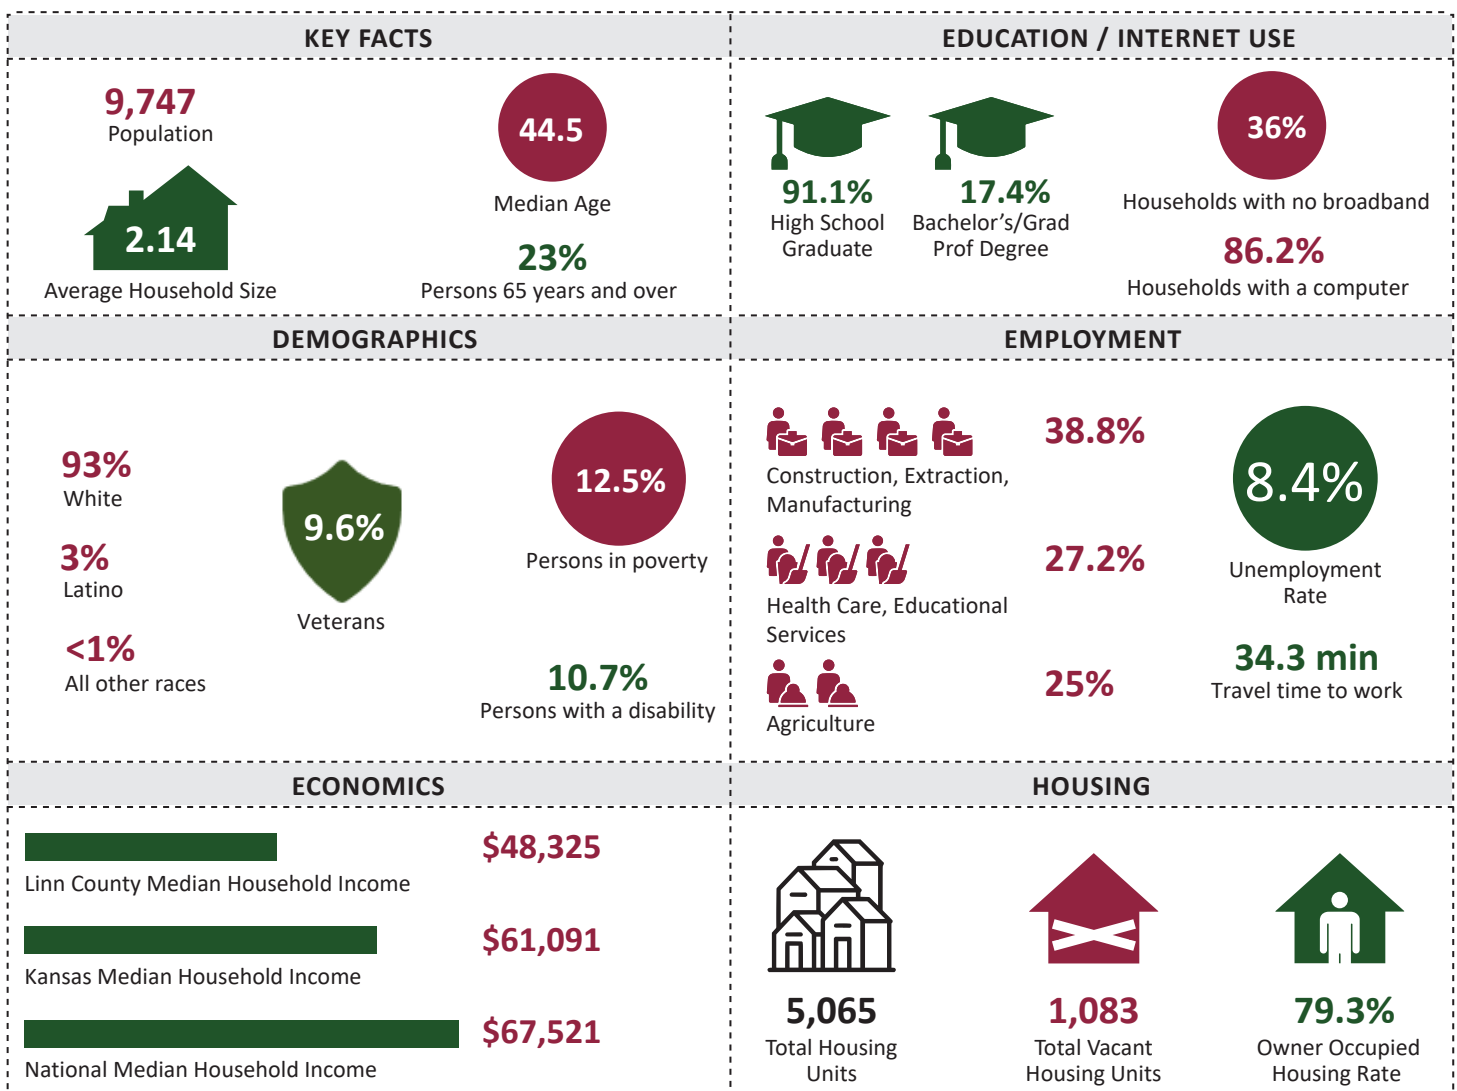 KEY FACTS
9,747
Population
2.14
Average Household Size
44.5
Median Age
23%
Persons 65 years and over
EDUCATION / INTERNET USE
91.1%
High School
Graduate
17.4%
Bachelor’s/Grad
Prof Degree
36%
Households with no broadband
86.2%
Households with a computer
DEMOGRAPHICS
93%
White
3%
Latino
<1%
All other races
9.6%
Veterans
12.5%
Persons in poverty
10.7%
Persons with a disability
EMPLOYMENT
38.8%
Construction, Extraction,
Manufacturing
27.2%
Health Care, Educational
Services
25%
Agriculture
8.4%
Unemployment
Rate
34.3 min
Travel time to work
ECONOMICS
$48,325
Linn County Median Household Income
$61,091
Kansas Median Household Income
$67,521
National Median Household Income
HOUSING
5,065
Total Housing
Units
1,083
Total Vacant
Housing Units
79.3%
Owner Occupied
Housing Rate